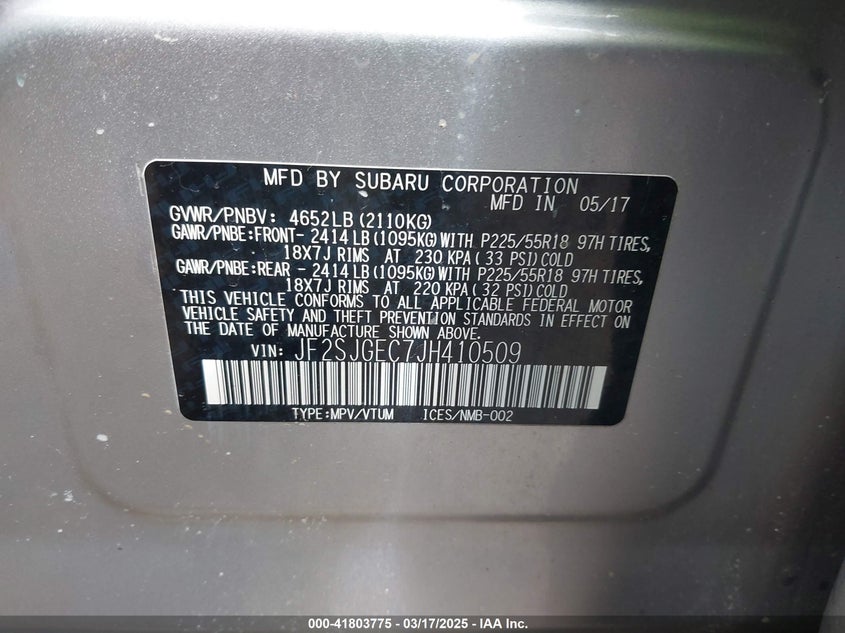 MFD BY SUBARU CORPORATION
MFD IN 05/17
GVWR/PNBV: 4652LB(2110KG)
GAWR/PNBE:FRONT- 2414LB(1095KG)WITH P225/55R18 97H TIRES,
18X7J RIMS AT 230 KPA(33 PSI)COLD
GAWR/PNBE:REAR - 2414LB(1095KG)WITH P225/55R18 97H TIRES,
18X7J RIMS AT 220 KPA(32 PSI)COLD
THIS VEHICLE CONFORMS TO ALL APPLICABLE FEDERAL MOTOR
VEHICLE SAFETY AND THEFT PREVENTION STANDARDS IN EFFECT ON
THE DATE OF MANUFACTURE SHOWN ABOVE.
VIN: JF2SJGEC7JH410509
TYPE:MPV/VTUM ICES/NMB-002
000-41803775 - 03/17/2025 - IAA Inc.